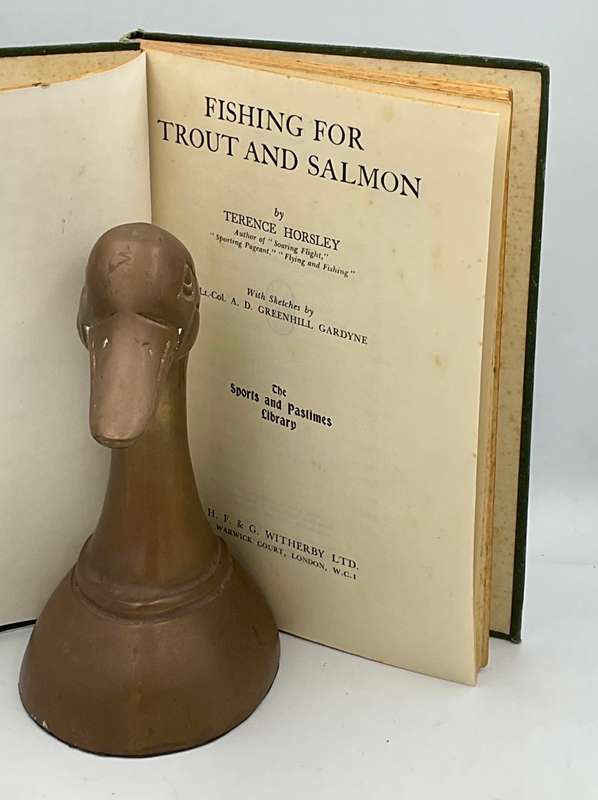 FISHING FOR
TROUT AND SALMON
by
TERENCE HORSLEY
Author of "Soaring Flight,"
"Sporting Pageant," "Flying and Fishing"
With Sketches by
Lt.-Col. A. D. GREENHILL GARDYNE
The
Sports and Pastimes
Library
H. F. & G. WITHERBY LTD.
WARWICK COURT, LONDON, W.C.1